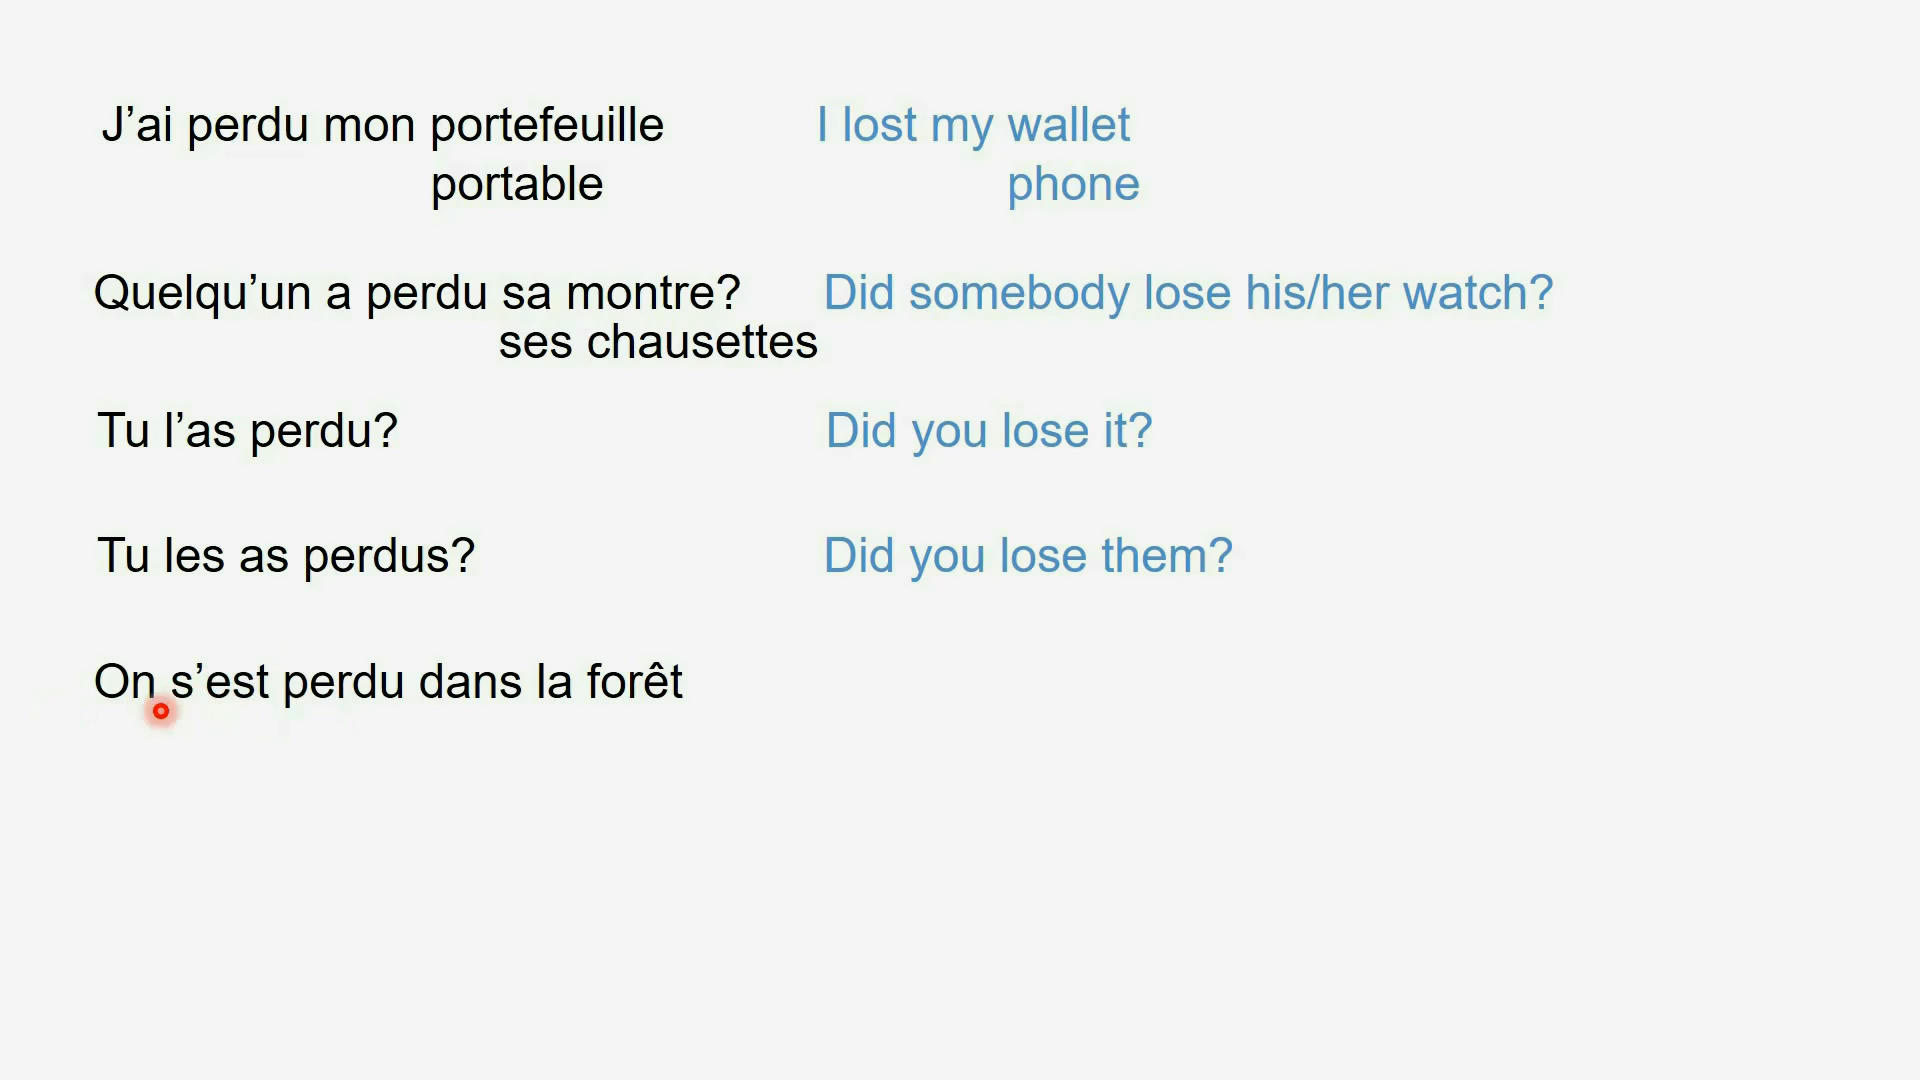 J’ai perdu mon portefeuille I lost my wallet
portable phone
Quelqu’un a perdu sa montre? Did somebody lose his/her watch?
ses chausettes
Tu l’as perdu? Did you lose it?
Tu les as perdus? Did you lose them?
On s’est perdu dans la forêt